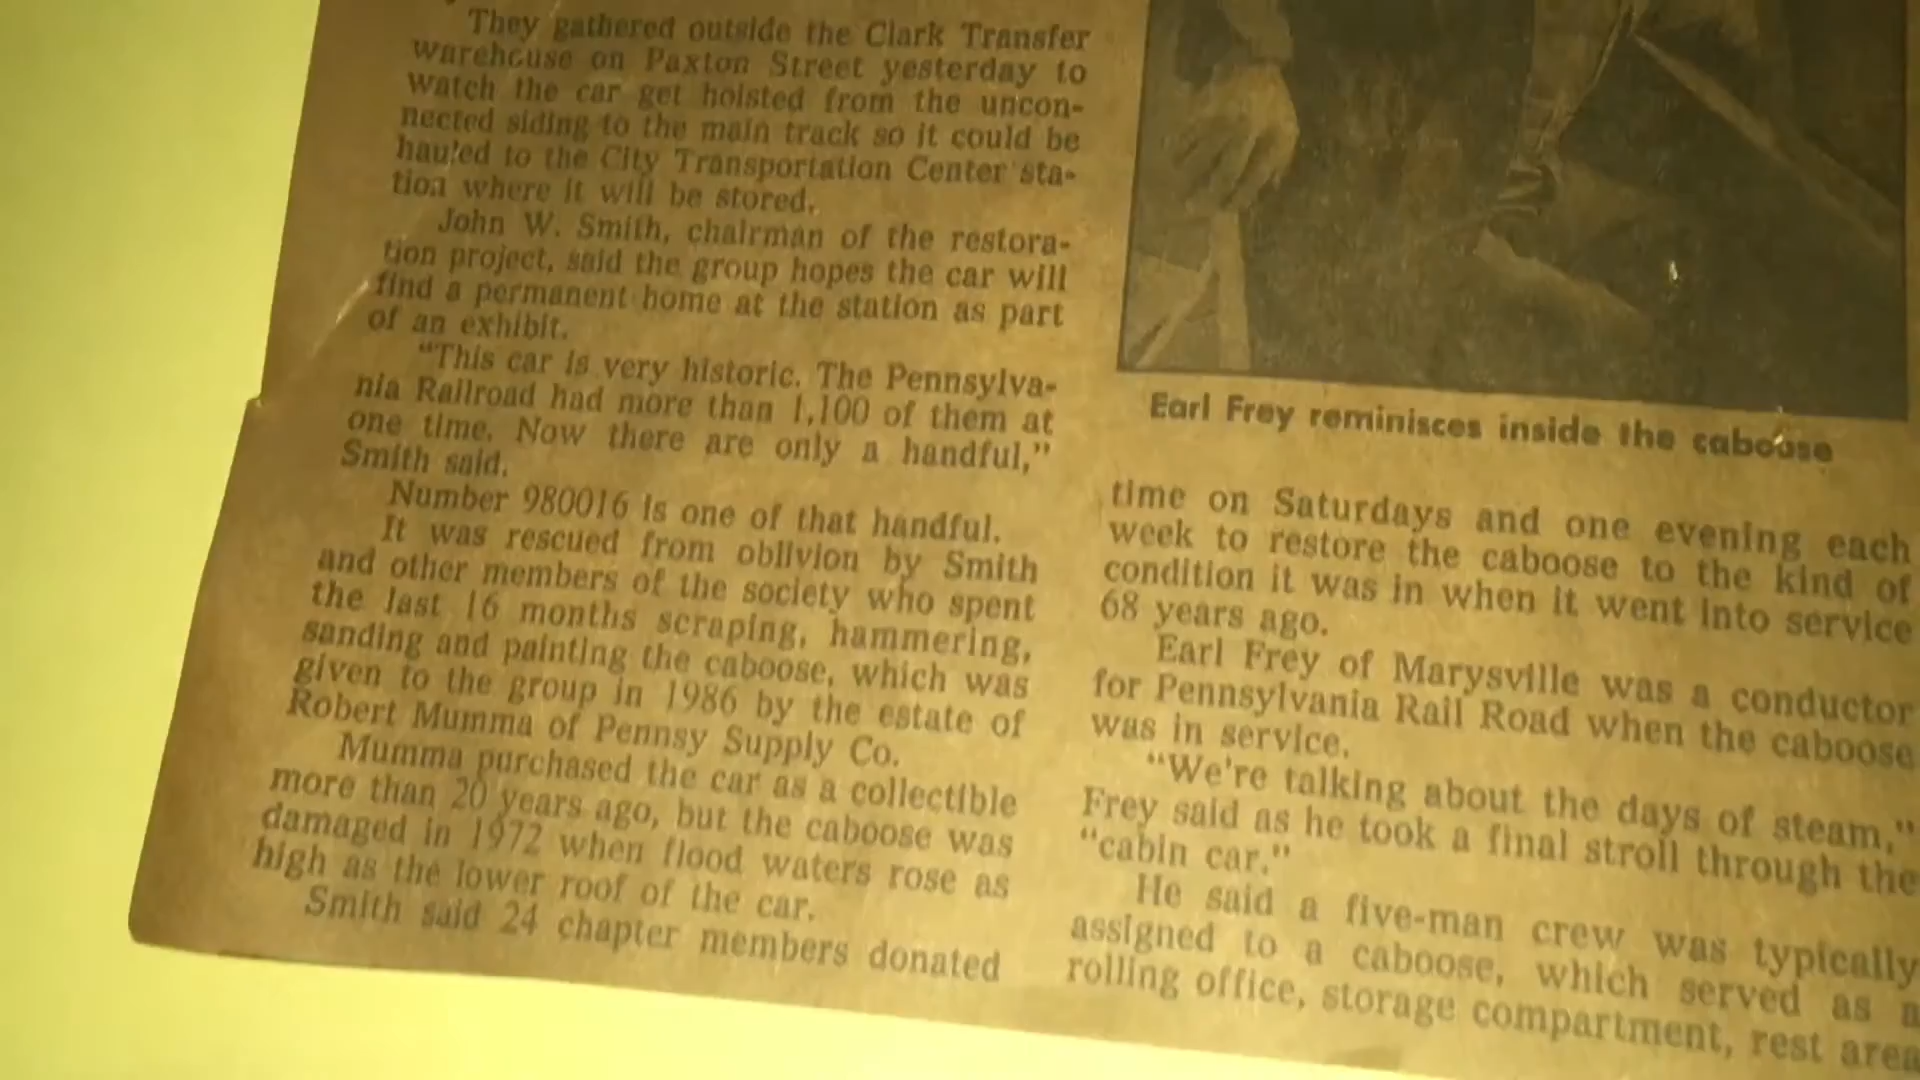 They gathered outside the Clark Transfer
warehouse on Paxton Street yesterday to
watch the car get hoisted from the uncon-
nected siding to the main track so it could be
hauled to the City Transportation Center sta-
tion where it will be stored.
John W. Smith, chairman of the restora-
tion project, said the group hopes the car will
find a permanent home at the station as part
of an exhibit.
"This car is very historic. The Pennsylva-
nia Railroad had more than 1,100 of them at
one time. Now there are only a handful,"
Smith said.
Number 980016 is one of that handful.
It was rescued from oblivion by Smith
and other members of the society who spent
the last 16 months scraping, hammering,
sanding and painting the caboose, which was
given to the group in 1986 by the estate of
Robert Mumma of Pennsy Supply Co.
Mumma purchased the car as a collectible
more than 20 years ago, but the caboose was
damaged in 1972 when flood waters rose as
high as the lower roof of the car.
Smith said 24 chapter members donated
Earl Frey reminisces inside the caboose
time on Saturdays and one evening each
week to restore the caboose to the kind of
condition it was in when it went into service
68 years ago.
Earl Frey of Marysville was a conductor
for Pennsylvania Rail Road when the caboose
was in service.
"We're talking about the days of steam,"
Frey said as he took a final stroll through the
"cabin car."
He said a five-man crew was typically
assigned to a caboose, which served as a
rolling office, storage compartment, rest area